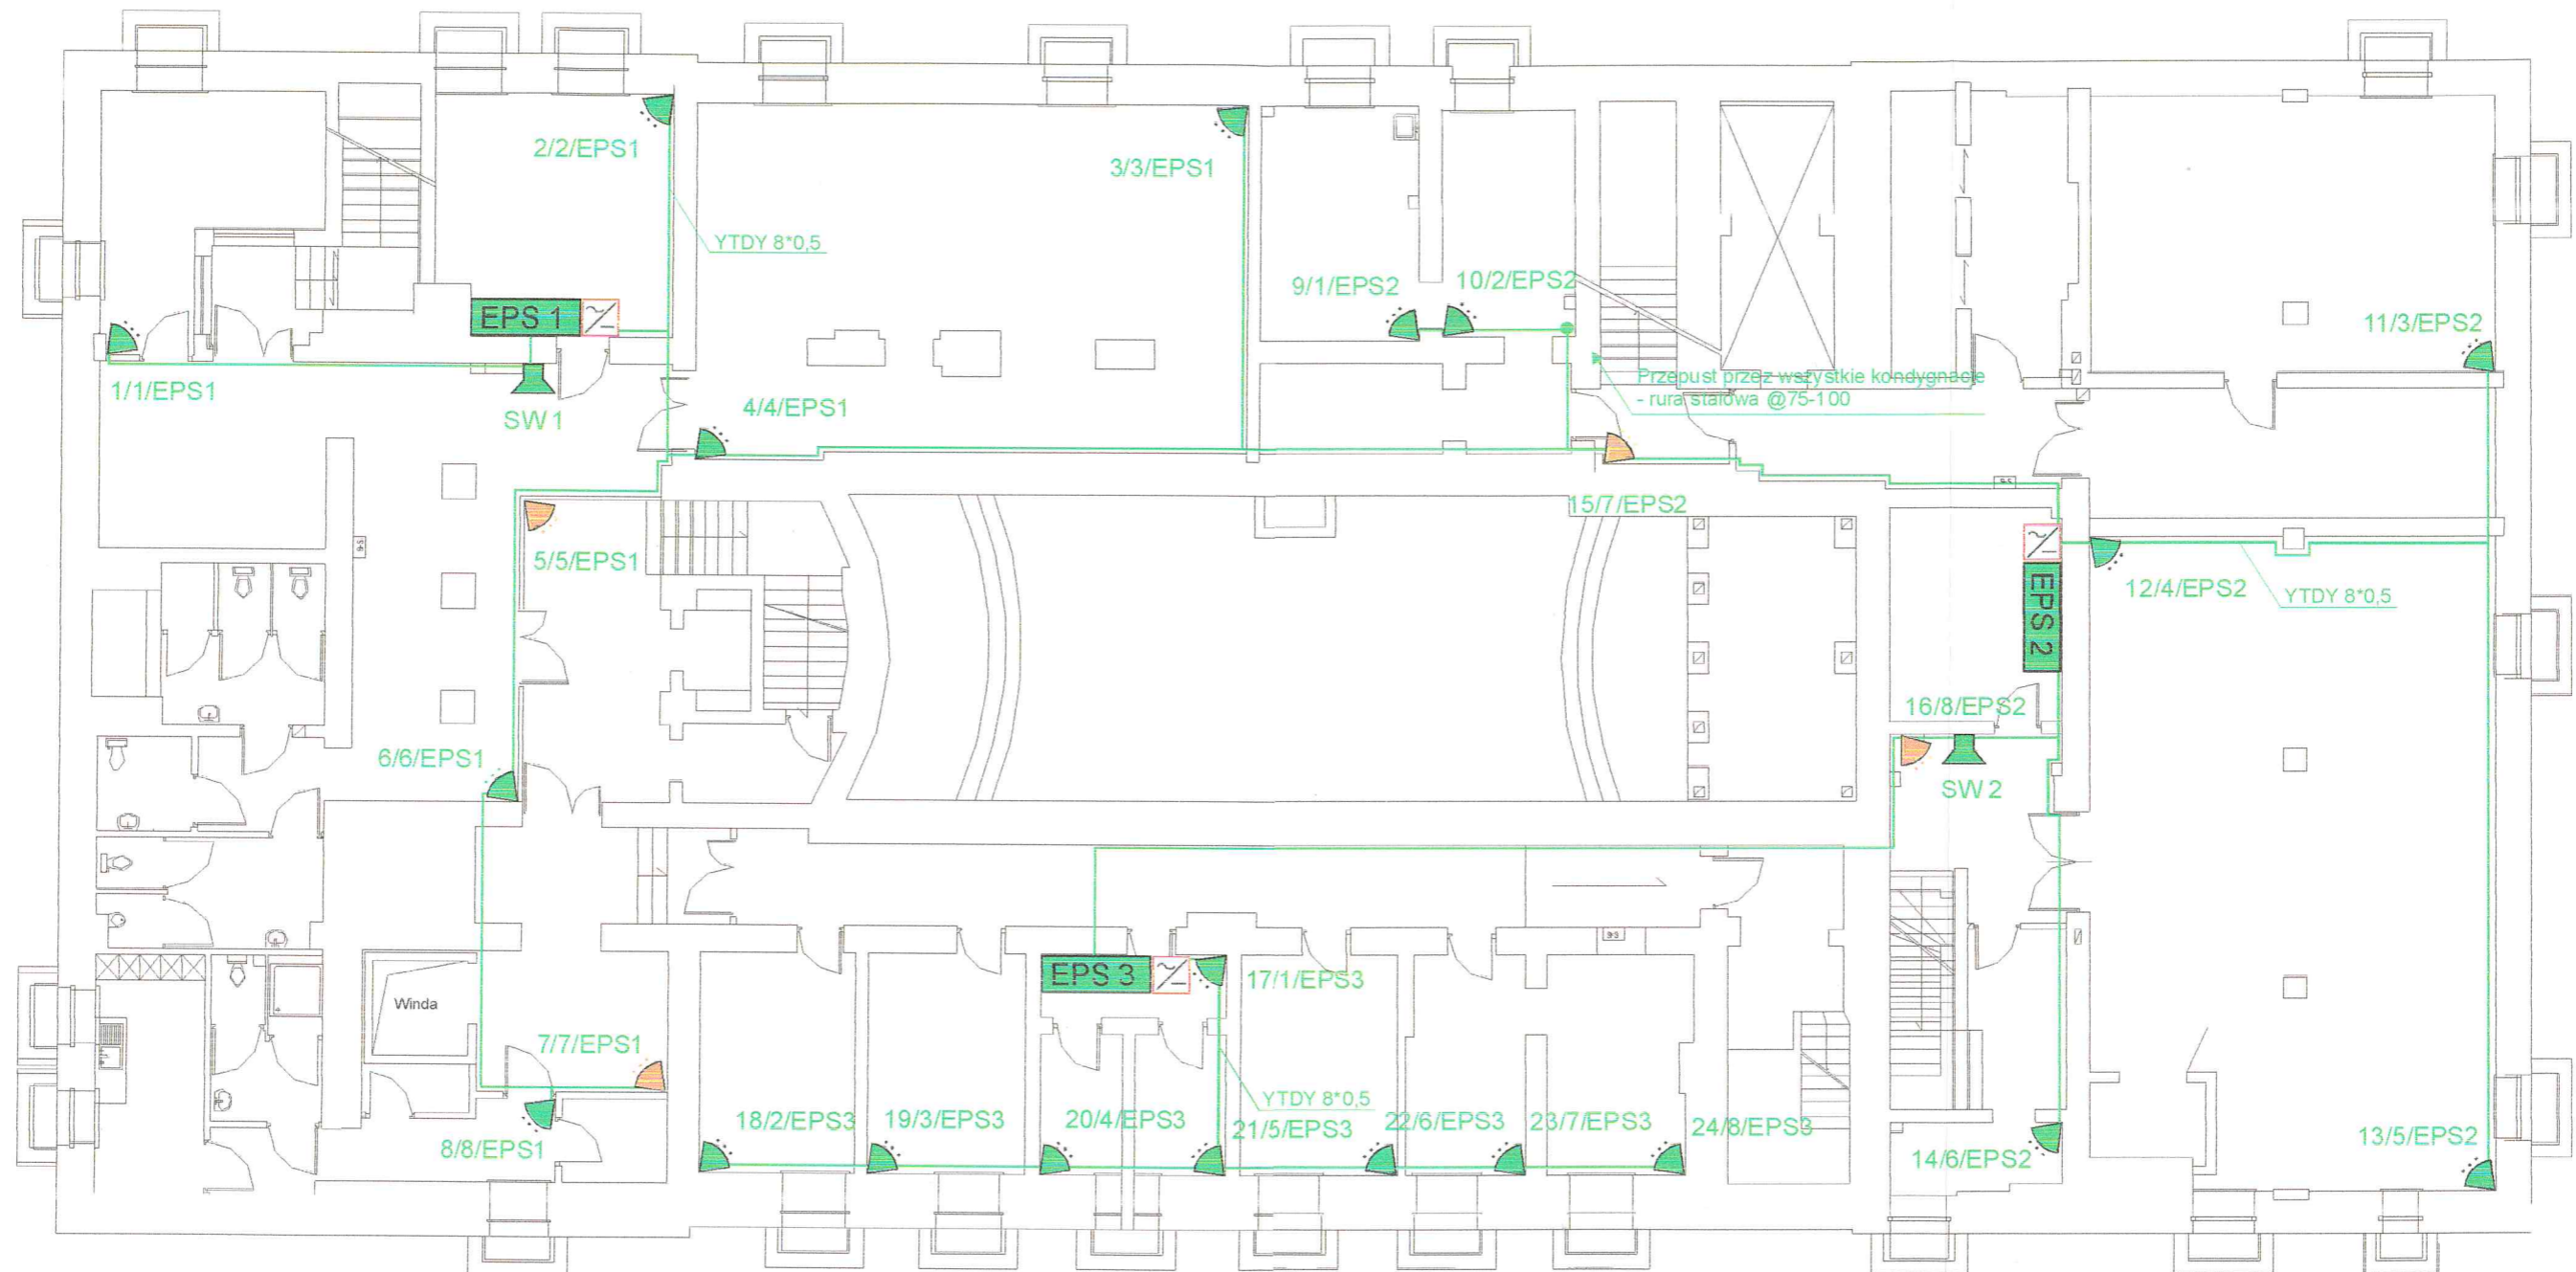 2/2/EPS1
3/3/EPS1
YTDY 8*0,5
9/1/EPS2
10/2/EPS2
EPS 1
11/3/EPS2
1/1/EPS1
SW 1
4/4/EPS1
Przepust przez wszystkie kondygnacje
- rura stalowa @75-100
15/7/EPS2
5/5/EPS1
EPS 2
12/4/EPS2
YTDY 8*0,5
16/8/EPS2
6/6/EPS1
SW 2
EPS 3
17/1/EPS3
Winda
7/7/EPS1
YTDY 8*0,5
18/2/EPS3
19/3/EPS3
20/4/EPS3
21/5/EPS3
22/6/EPS3
23/7/EPS3
24/8/EPS3
8/8/EPS1
14/6/EPS2
13/5/EPS2